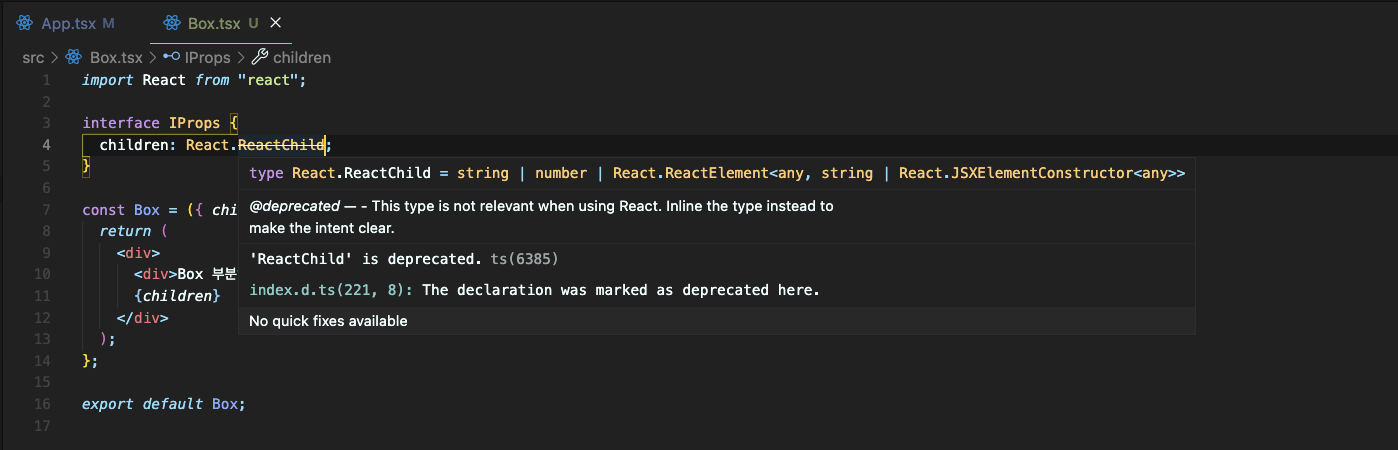 App.tsx M Box.tsx U ×
src > Box.tsx > IProps > children
1 import React from "react";
2
3 interface IProps {
4 children: React.ReactChild;
5 }
type React.ReactChild = string | number | React.ReactElement<any, string | React.JSXElementConstructor<any>>
6
@deprecated — - This type is not relevant when using React. Inline the type instead to
7 const Box = ({ chi
make the intent clear.
8 return (
9 <div>
'ReactChild' is deprecated. ts(6385)
10 <div>Box 부분
index.d.ts(221, 8): The declaration was marked as deprecated here.
11 {children}
12 </div>
No quick fixes available
13 );
14 };
15
16 export default Box;
17